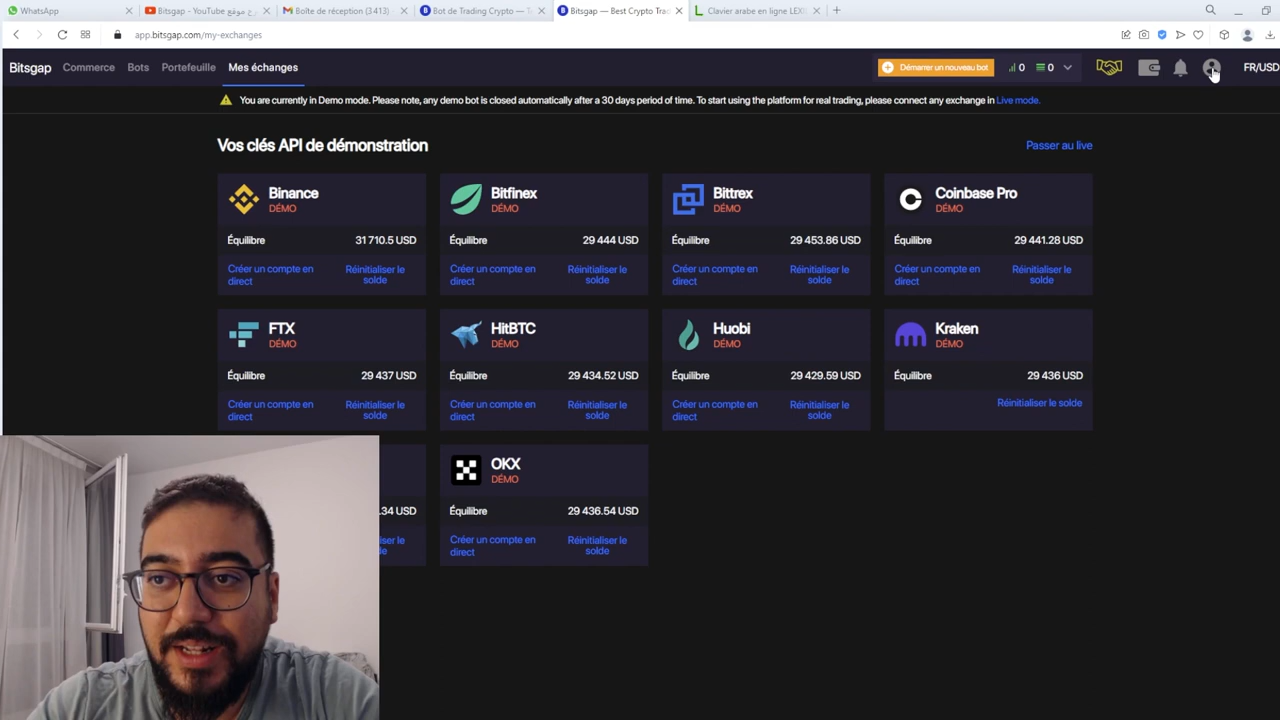 WhatsApp
Bitsgap - YouTube شرح موقع
Boîte de réception (3 413) -
Bot de Trading Crypto — T
Bitsgap — Best Crypto Trad
Clavier arabe en ligne LEXI
app.bitsgap.com/my-exchanges
Bitsgap Commerce Bots Portefeuille Mes échanges
Démarrer un nouveau bot
0 0
FR/USD
You are currently in Demo mode. Please note, any demo bot is closed automatically after a 30 days period of time. To start using the platform for real trading, please connect any exchange in Live mode.
Vos clés API de démonstration
Passer au live
Binance
DÉMO
Équilibre 31 710.5 USD
Créer un compte en
direct
Réinitialiser le
solde
Bitfinex
DÉMO
Équilibre 29 444 USD
Créer un compte en
direct
Réinitialiser le
solde
Bittrex
DÉMO
Équilibre 29 453.86 USD
Créer un compte en
direct
Réinitialiser le
solde
Coinbase Pro
DÉMO
Équilibre 29 441.28 USD
Créer un compte en
direct
Réinitialiser le
solde
FTX
DÉMO
Équilibre 29 437 USD
Créer un compte en
direct
Réinitialiser le
solde
HitBTC
DÉMO
Équilibre 29 434.52 USD
Créer un compte en
direct
Réinitialiser le
solde
Huobi
DÉMO
Équilibre 29 429.59 USD
Créer un compte en
direct
Réinitialiser le
solde
Kraken
DÉMO
Équilibre 29 436 USD
Réinitialiser le solde
.34 USD
ser le
de
OKX
DÉMO
Équilibre 29 436.54 USD
Créer un compte en
direct
Réinitialiser le
solde